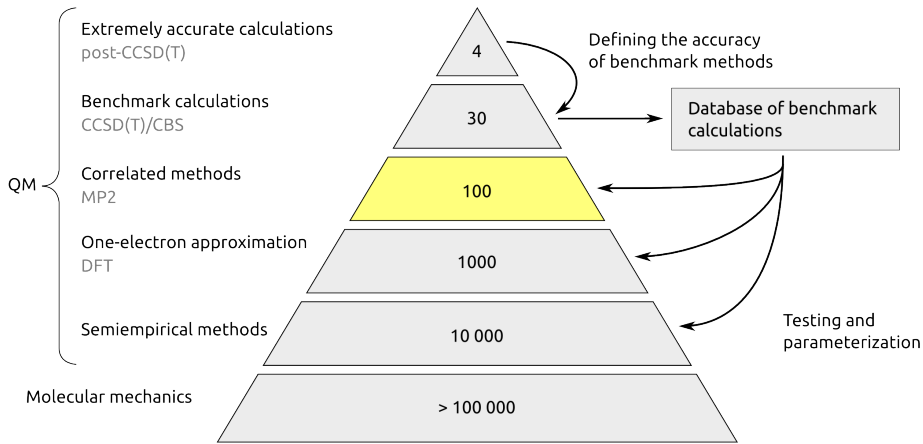 Extremely accurate calculations
post-CCSD(T)
4
Defining the accuracy
of benchmark methods
Benchmark calculations
CCSD(T)/CBS
30
Database of benchmark
calculations
QM
Correlated methods
MP2
100
One-electron approximation
DFT
1000
Semiempirical methods
10 000
Testing and
parameterization
Molecular mechanics
> 100 000